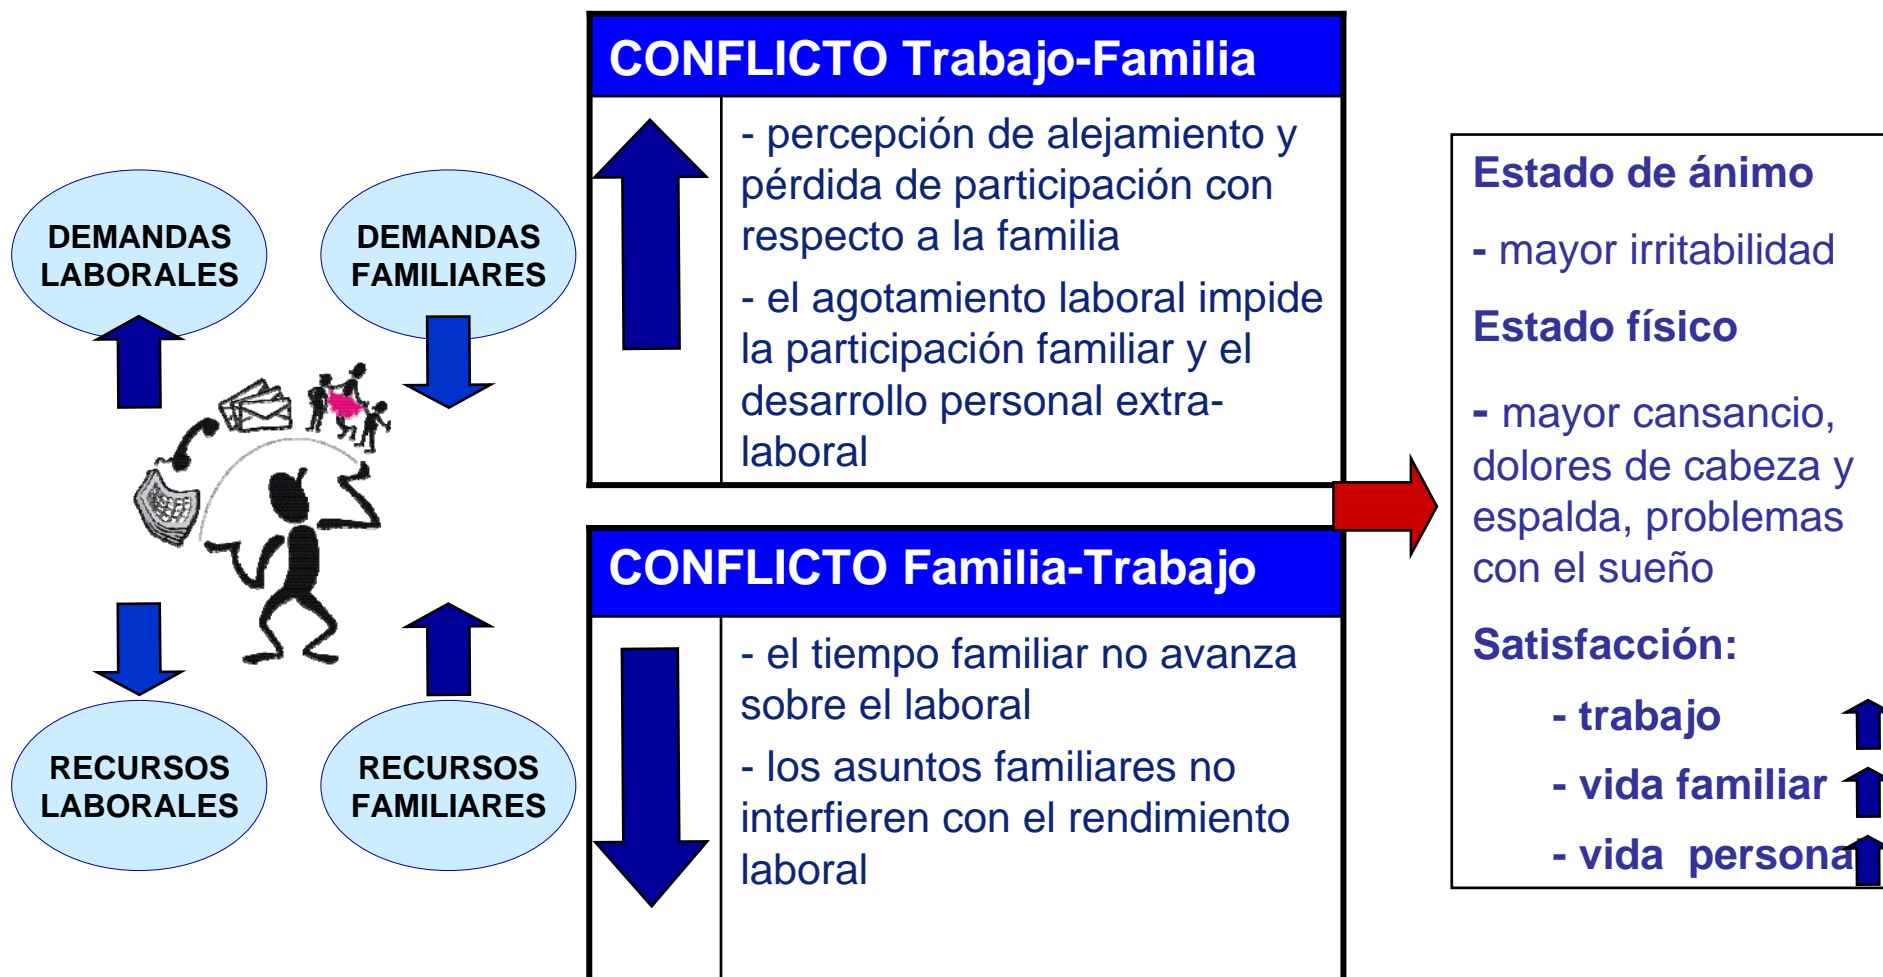 DEMANDAS
LABORALES
DEMANDAS
FAMILIARES
RECURSOS
LABORALES
RECURSOS
FAMILIARES
CONFLICTO Trabajo-Familia
- percepción de alejamiento y
pérdida de participación con
respecto a la familia
- el agotamiento laboral impide
la participación familiar y el
desarrollo personal extra-
laboral
CONFLICTO Familia-Trabajo
- el tiempo familiar no avanza
sobre el laboral
- los asuntos familiares no
interfieren con el rendimiento
laboral
Estado de ánimo
- mayor irritabilidad
Estado físico
- mayor cansancio,
dolores de cabeza y
espalda, problemas
con el sueño
Satisfacción:
- trabajo
- vida familiar
- vida personal